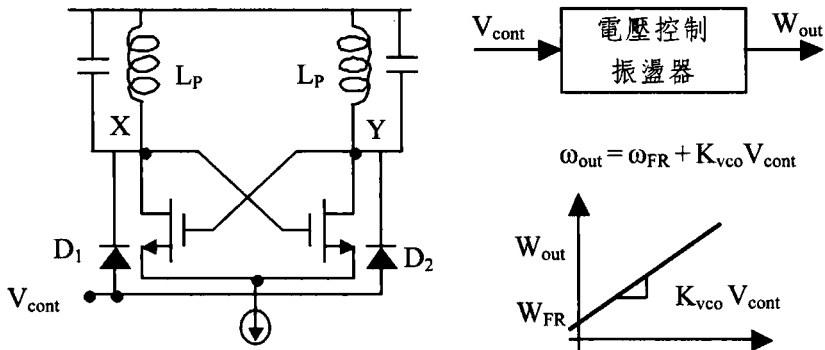 L_P
L_P
X
Y
D_1
D_2
V_cont
V_cont
電壓控制
振盪器
W_out
ω_out = ω_FR + K_vco V_cont
W_out
W_FR
K_vco V_cont